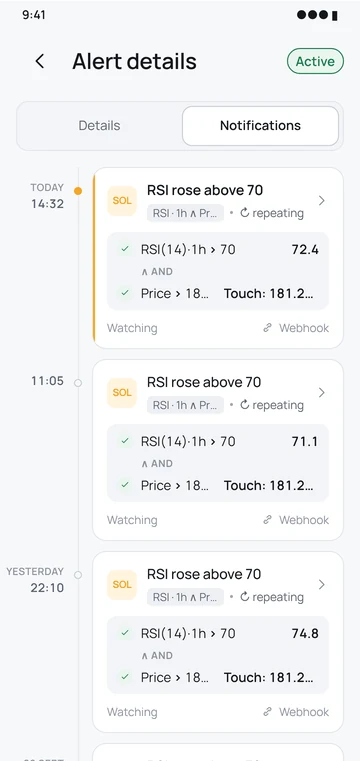 9:41
Alert details
Active
Details
Notifications
TODAY
14:32
SOL
RSI rose above 70
RSI · 1h ∧ Pr… • repeating
RSI(14)·1h > 70 72.4
∧ AND
Price > 18… Touch: 181.2…
Watching
Webhook
11:05
SOL
RSI rose above 70
RSI · 1h ∧ Pr… • repeating
RSI(14)·1h > 70 71.1
∧ AND
Price > 18… Touch: 181.2…
Watching
Webhook
YESTERDAY
22:10
SOL
RSI rose above 70
RSI · 1h ∧ Pr… • repeating
RSI(14)·1h > 70 74.8
∧ AND
Price > 18… Touch: 181.2…
Watching
Webhook